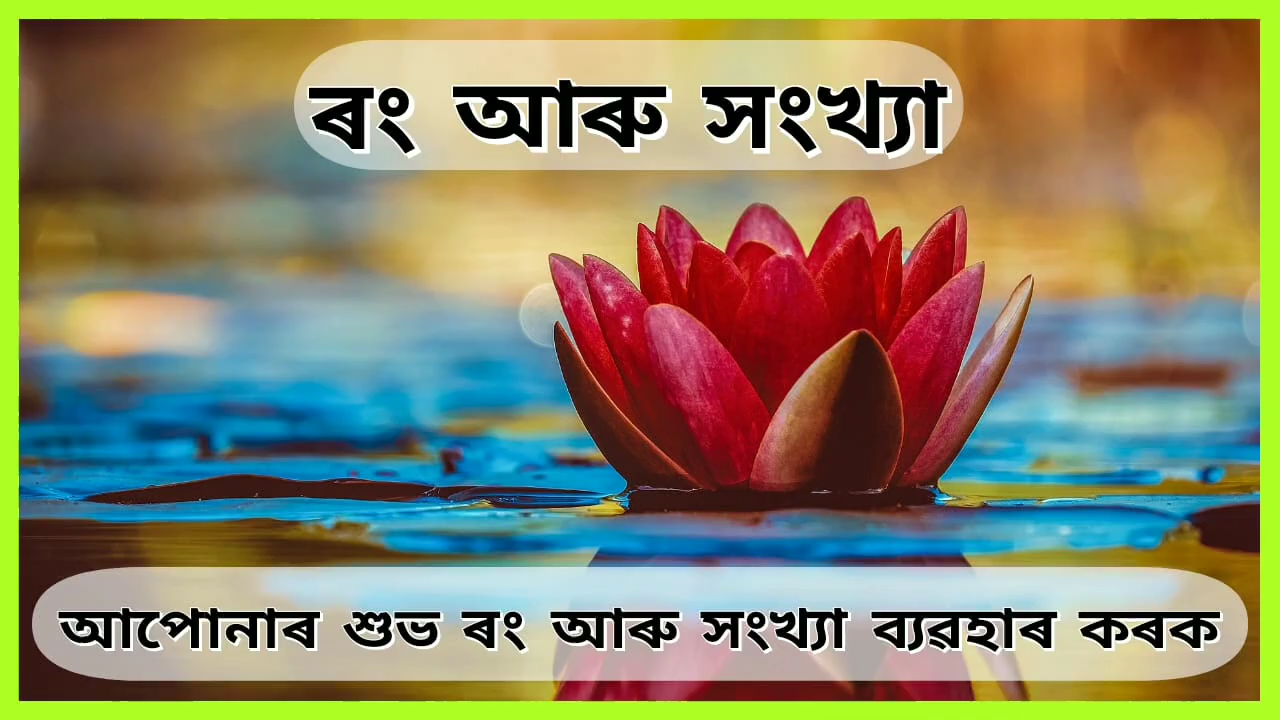 ৰং আৰু সংখ্যা
আপোনাৰ শুভ ৰং আৰু সংখ্যা ব্যৱহাৰ কৰক